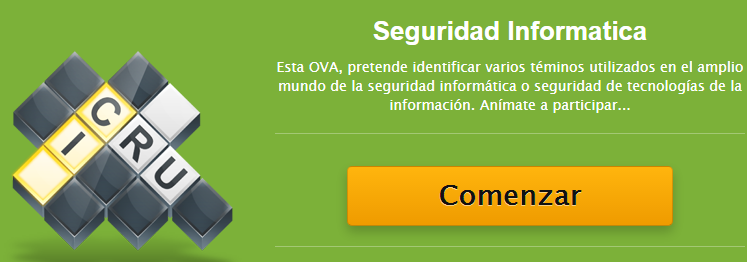 Seguridad Informatica
Esta OVA, pretende identificar varios téminos utilizados en el amplio
mundo de la seguridad informática o seguridad de tecnologías de la
información. Anímate a participar...
C
I
RU
Comenzar